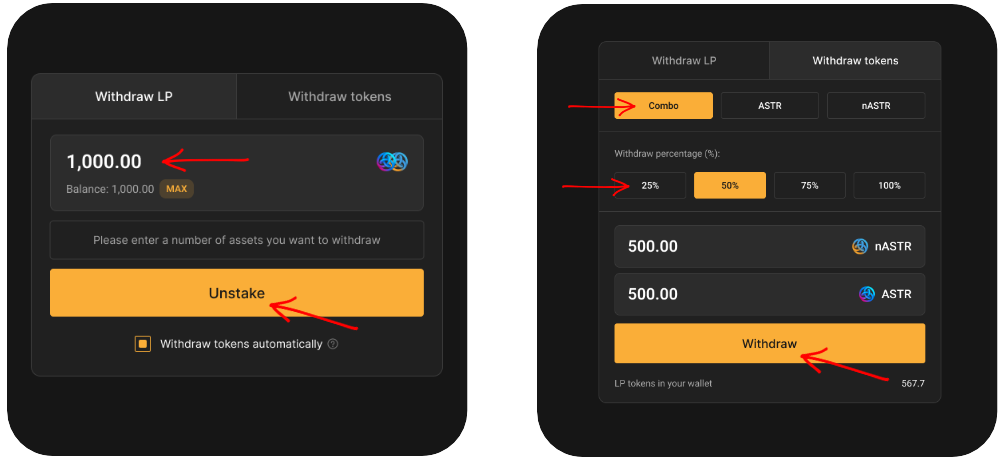 Withdraw LP Withdraw tokens
1,000.00
Balance: 1,000.00 MAX
Please enter a number of assets you want to withdraw
Unstake
Withdraw tokens automatically ?
Withdraw LP Withdraw tokens
Combo ASTR nASTR
Withdraw percentage (%):
25% 50% 75% 100%
500.00 nASTR
500.00 ASTR
Withdraw
LP tokens in your wallet 567.7